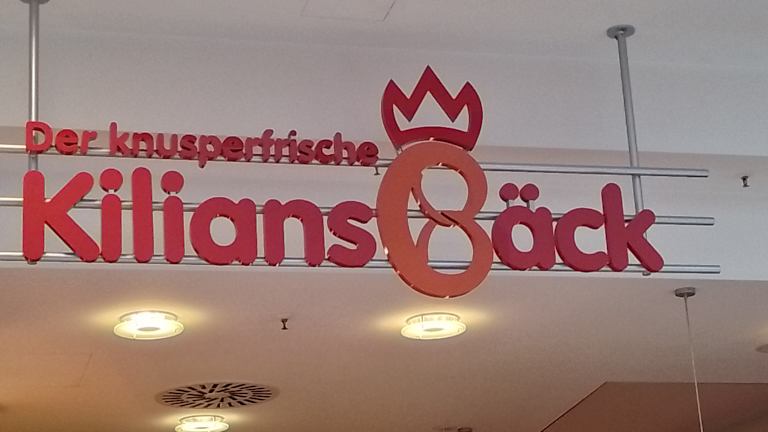 Der knusperfrische
KiliansBäck